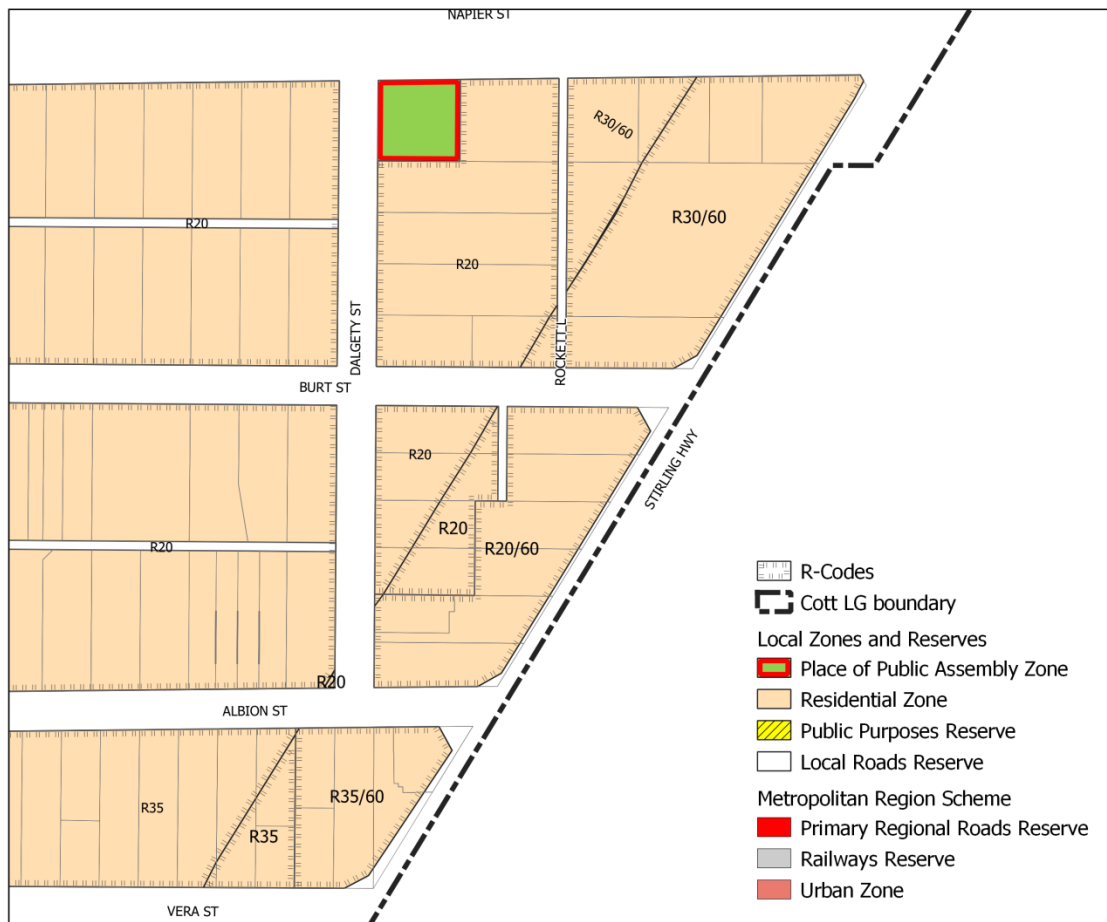 NAPIER ST
R30/60
R30/60
R20
R20
DALGETY ST
ROCKETT L
BURT ST
STIRLING HWY
R20
R20
R20/60
R20
R20
ALBION ST
R35/60
R35
R35
VERA ST
R-Codes
Cott LG boundary
Local Zones and Reserves
Place of Public Assembly Zone
Residential Zone
Public Purposes Reserve
Local Roads Reserve
Metropolitan Region Scheme
Primary Regional Roads Reserve
Railways Reserve
Urban Zone